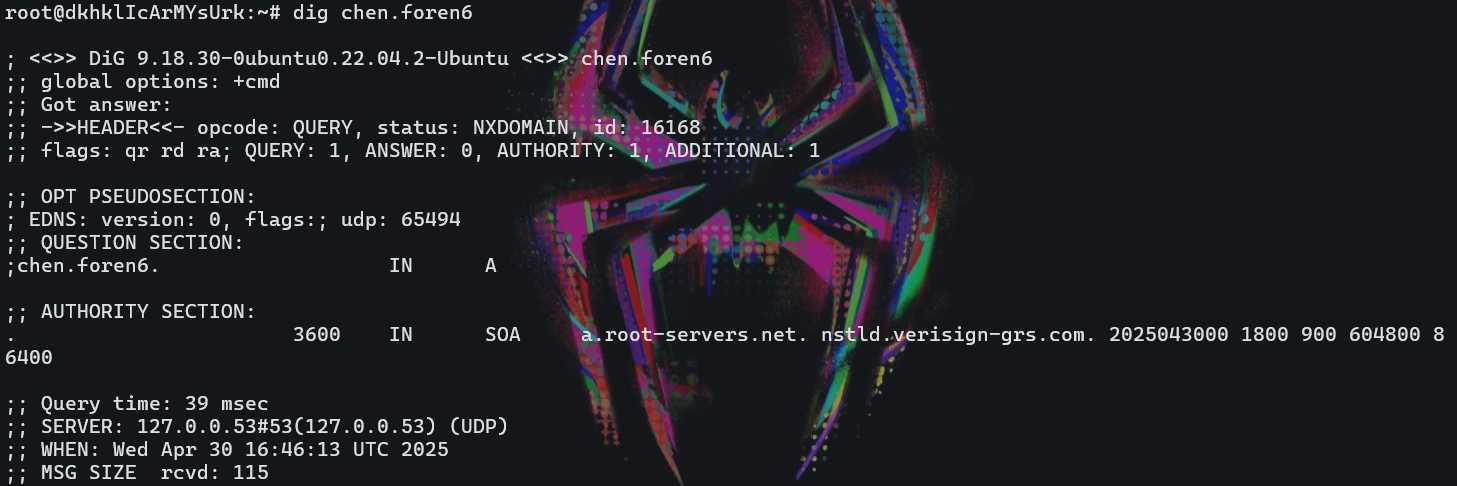 root@dkhklIcArMYsUrk:~# dig chen.foren6

; <<>> DiG 9.18.30-0ubuntu0.22.04.2-Ubuntu <<>> chen.foren6
;; global options: +cmd
;; Got answer:
;; ->>HEADER<<- opcode: QUERY, status: NXDOMAIN, id: 16168
;; flags: qr rd ra; QUERY: 1, ANSWER: 0, AUTHORITY: 1, ADDITIONAL: 1

;; OPT PSEUDOSECTION:
; EDNS: version: 0, flags:; udp: 65494
;; QUESTION SECTION:
;chen.foren6.                   IN      A

;; AUTHORITY SECTION:
.                       3600    IN      SOA     a.root-servers.net. nstld.verisign-grs.com. 2025043000 1800 900 604800 8
6400

;; Query time: 39 msec
;; SERVER: 127.0.0.53#53(127.0.0.53) (UDP)
;; WHEN: Wed Apr 30 16:46:13 UTC 2025
;; MSG SIZE  rcvd: 115